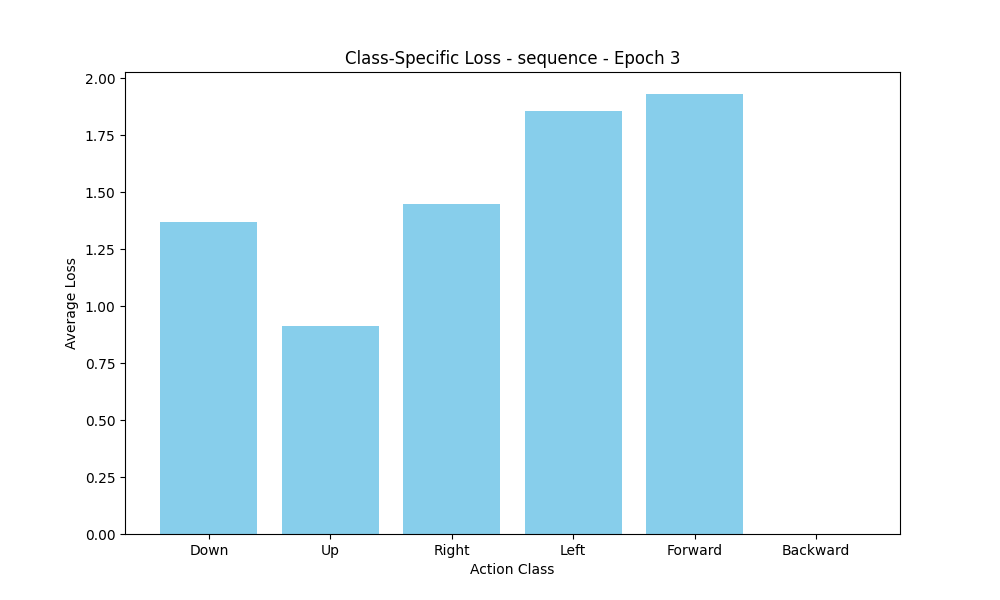 Class-Specific Loss - sequence - Epoch 3
2.00
1.75
1.50
1.25
1.00
0.75
0.50
0.25
0.00
Average Loss
Down Up Right Left Forward Backward
Action Class